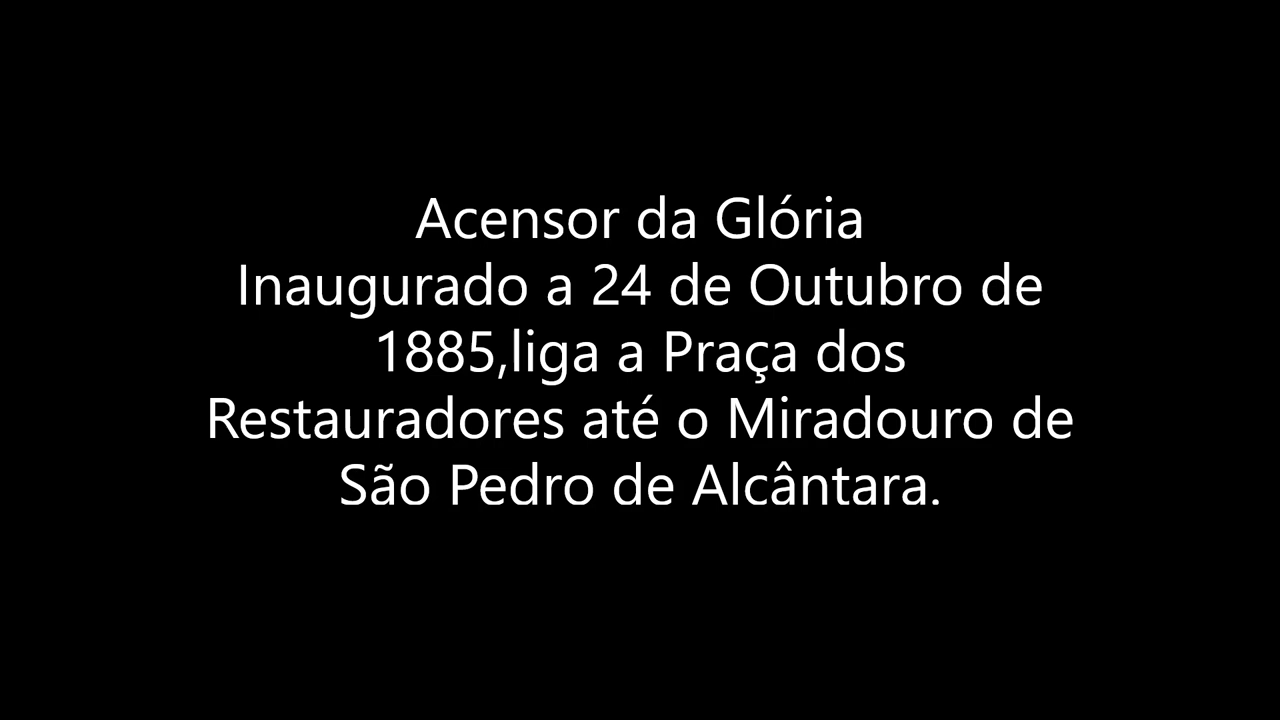 Acensor da Glória
Inaugurado a 24 de Outubro de
1885,liga a Praça dos
Restauradores até o Miradouro de
São Pedro de Alcântara.